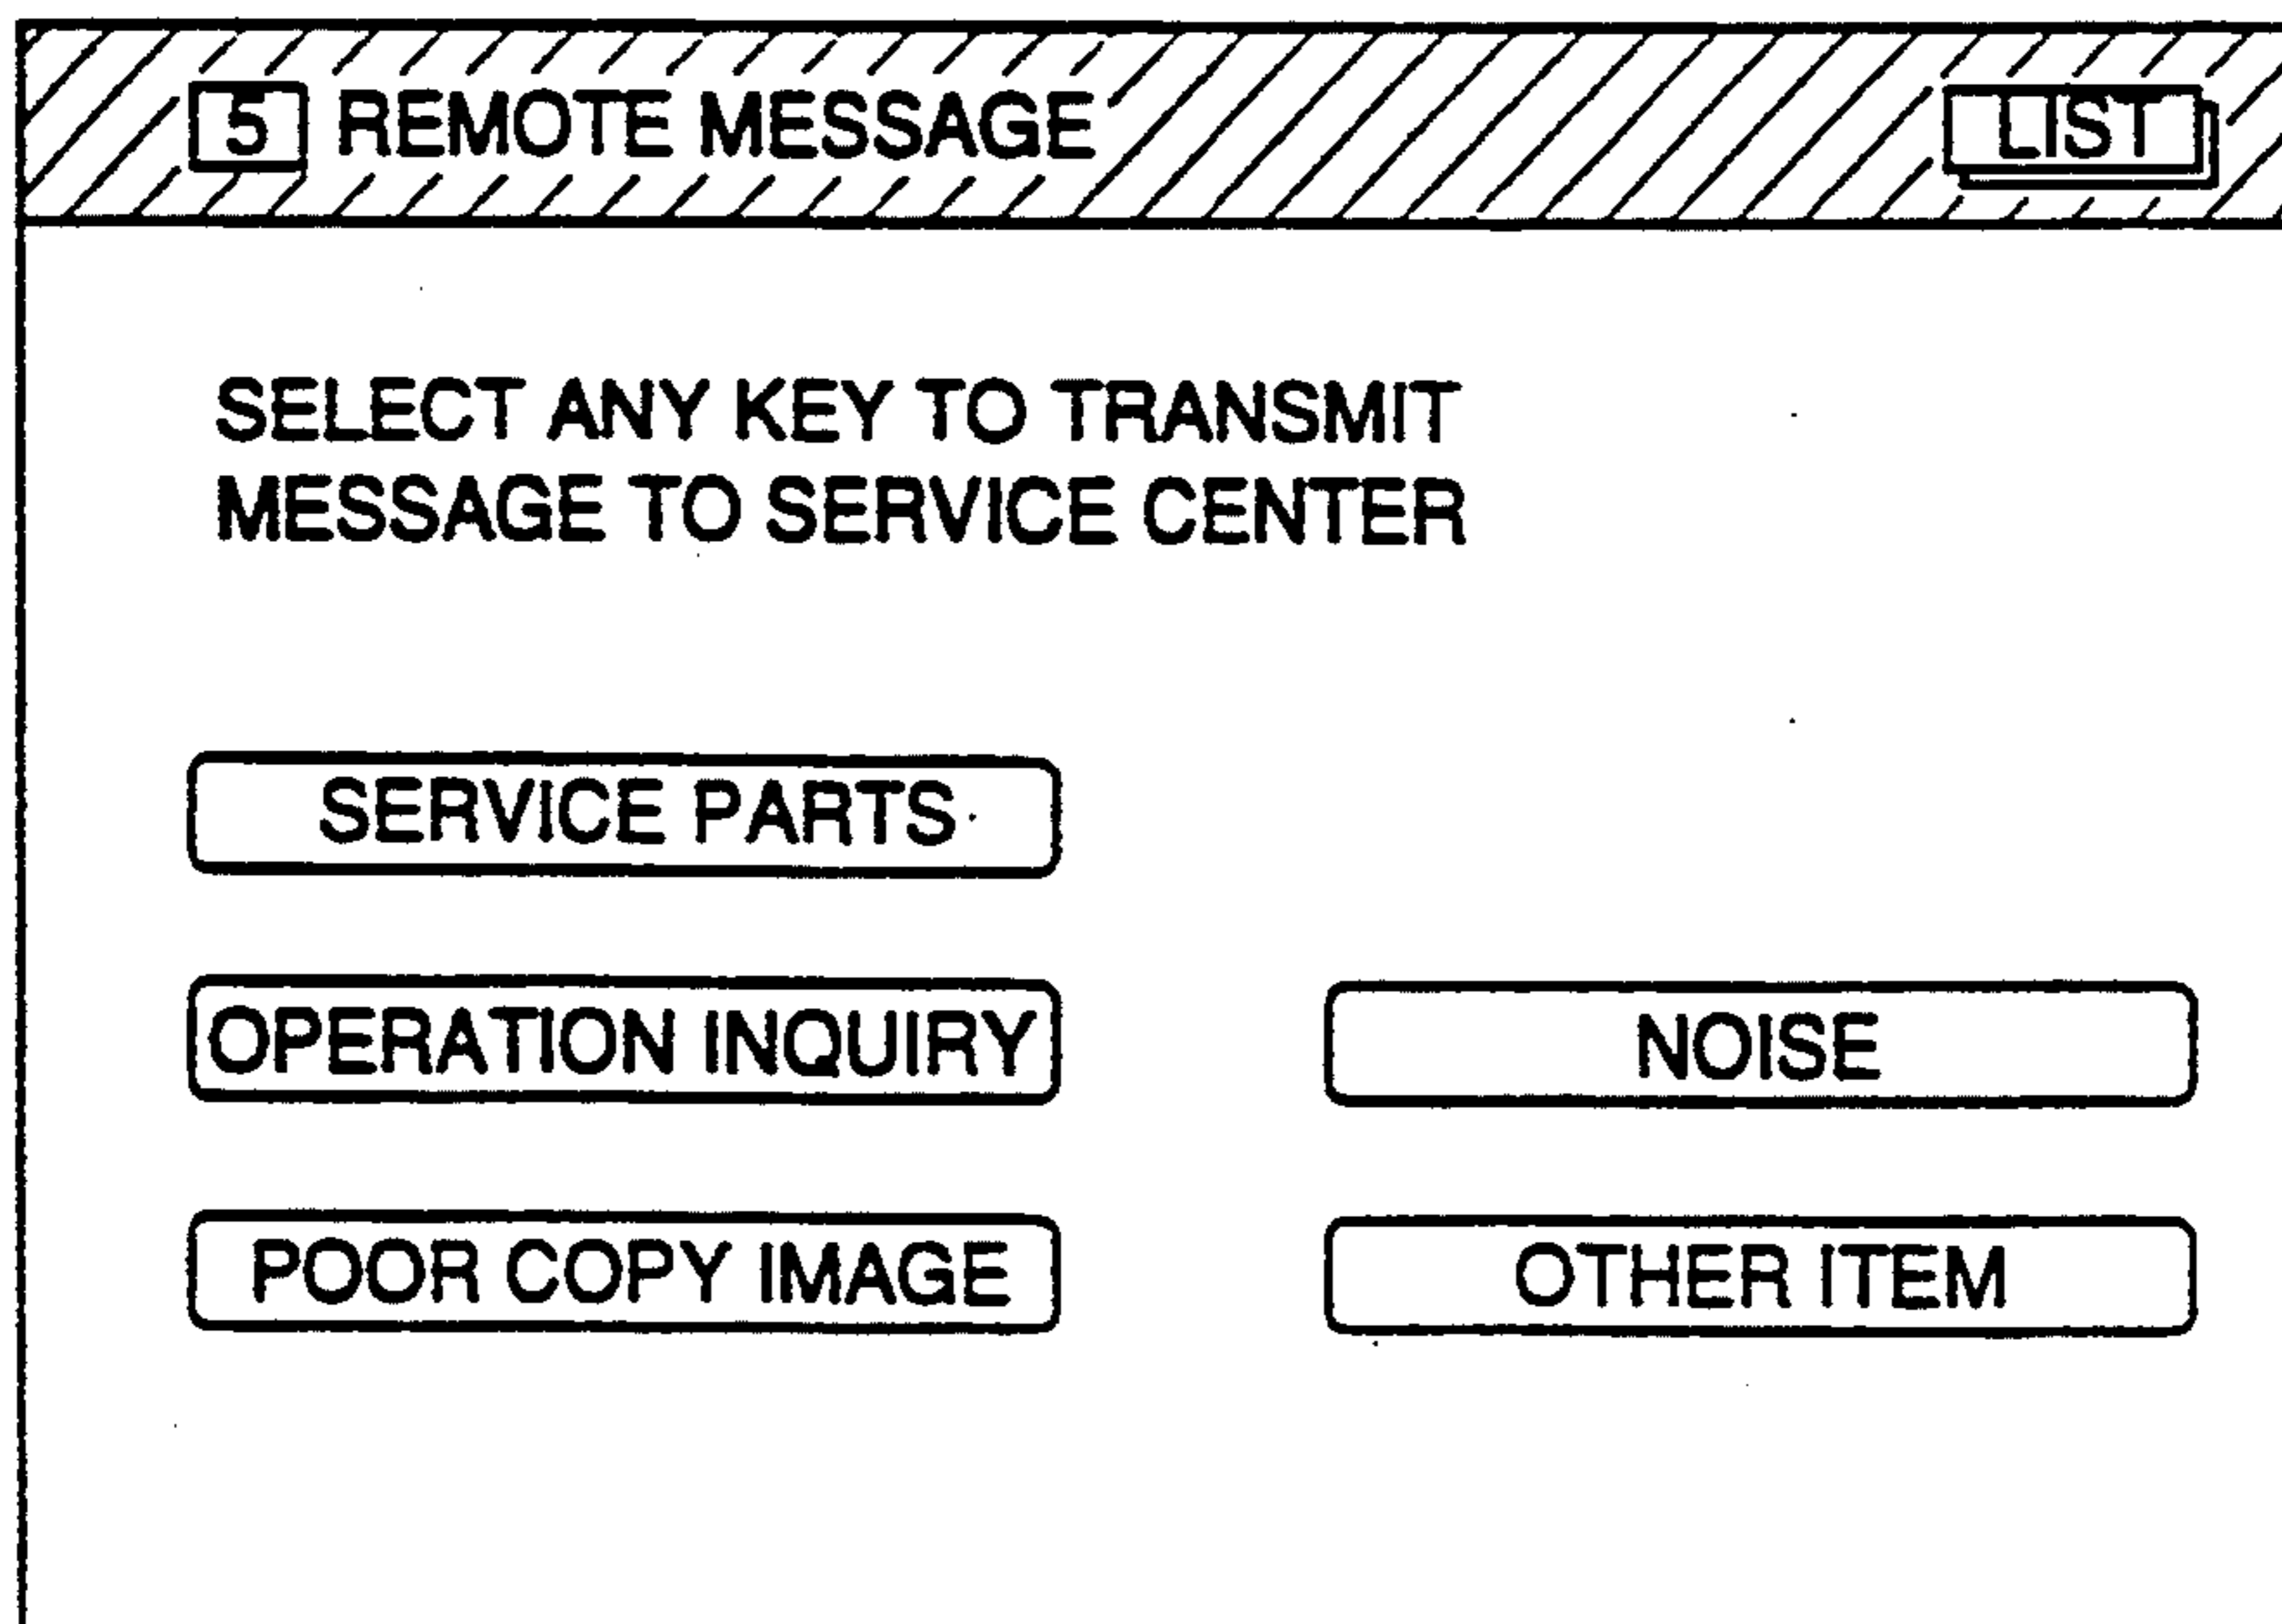 5 REMOTE MESSAGE LIST
SELECT ANY KEY TO TRANSMIT
MESSAGE TO SERVICE CENTER
SERVICE PARTS
OPERATION INQUIRY NOISE
POOR COPY IMAGE OTHER ITEM